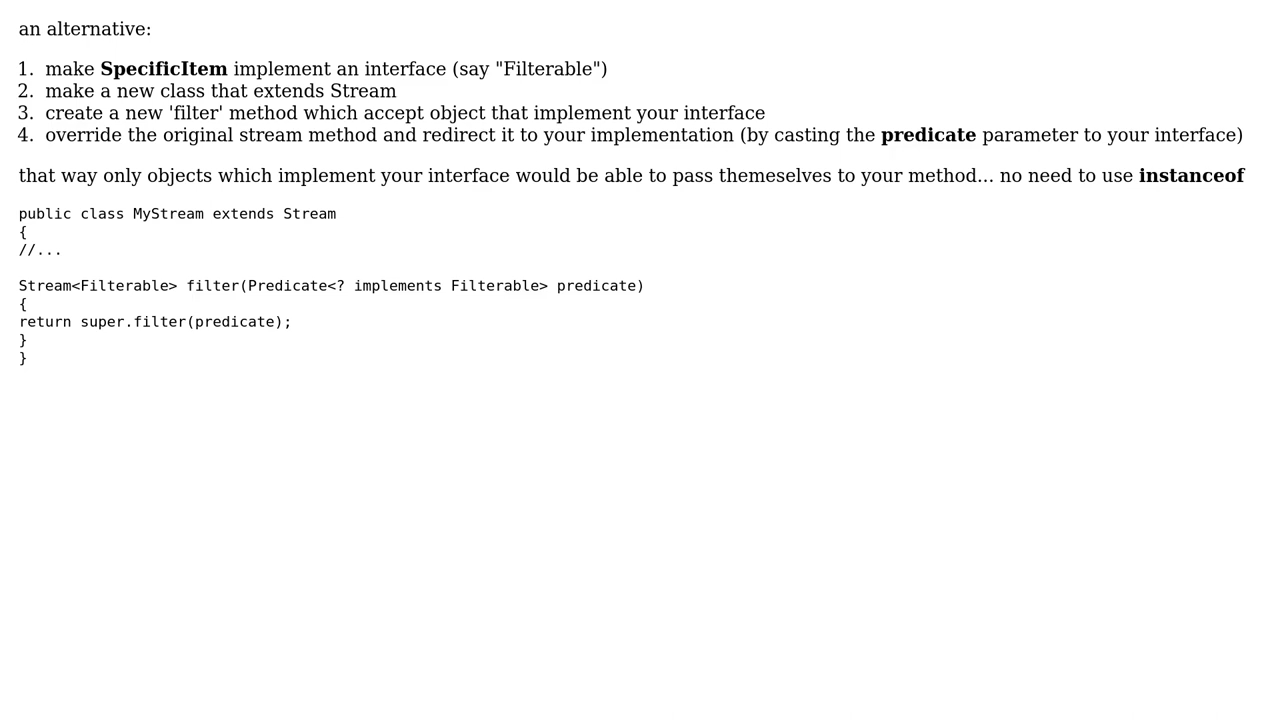 an alternative:
1. make SpecificItem implement an interface (say "Filterable")
2. make a new class that extends Stream
3. create a new 'filter' method which accept object that implement your interface
4. override the original stream method and redirect it to your implementation (by casting the predicate parameter to your interface)
that way only objects which implement your interface would be able to pass themeselves to your method... no need to use instanceof
public class MyStream extends Stream
{
//...
Stream<Filterable> filter(Predicate<? implements Filterable> predicate)
{
return super.filter(predicate);
}
}